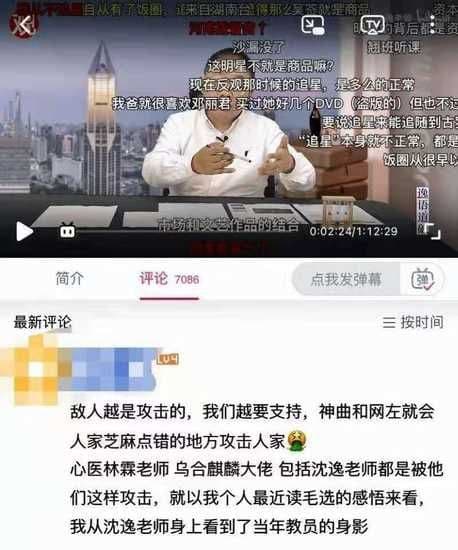 自从有了饭圈
沙漏没了
翘班听课
这明星不就是商品嘛？
现在反观那时候的追星，是多么的正常
我爸就很喜欢邓丽君 买过她好几个DVD（盗版的）但也不过
要说追星来能追随到古
“追星”本身就不正常，都是
饭圈从很早以
逸语道破
市场和文艺作品的结合
0:02:24/1:12:29
简介
评论 7086
点我发弹幕
弹
最新评论
按时间
LV4
敌人越是攻击的，我们越要支持，神曲和网左就会
人家芝麻点错的地方攻击人家🤮
心医林霖老师 乌合麒麟大佬 包括沈逸老师都是被他
们这样攻击，就以我个人最近读毛选的感悟来看，
我从沈逸老师身上看到了当年教员的身影